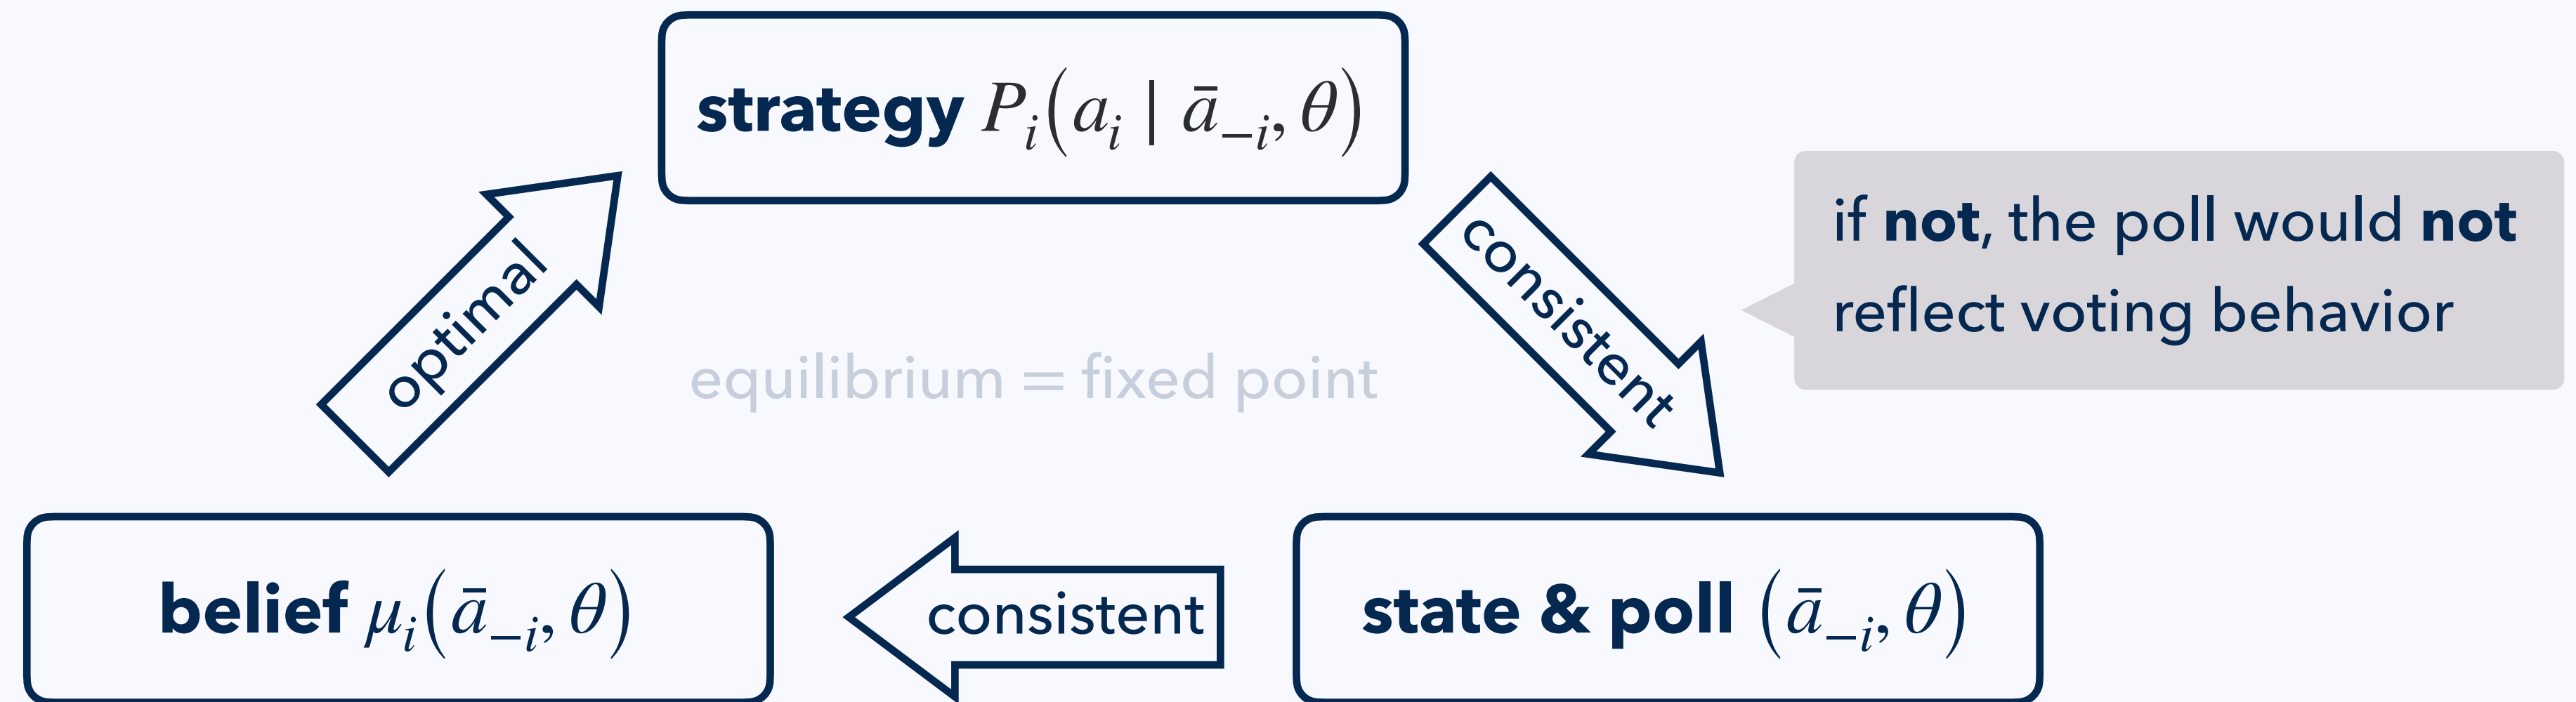 strategy P_i(a_i | ā_{−i}, θ)
optimal
consistent
if not, the poll would not
reflect voting behavior
equilibrium = fixed point
belief μ_i(ā_{−i}, θ)
consistent
state & poll (ā_{−i}, θ)